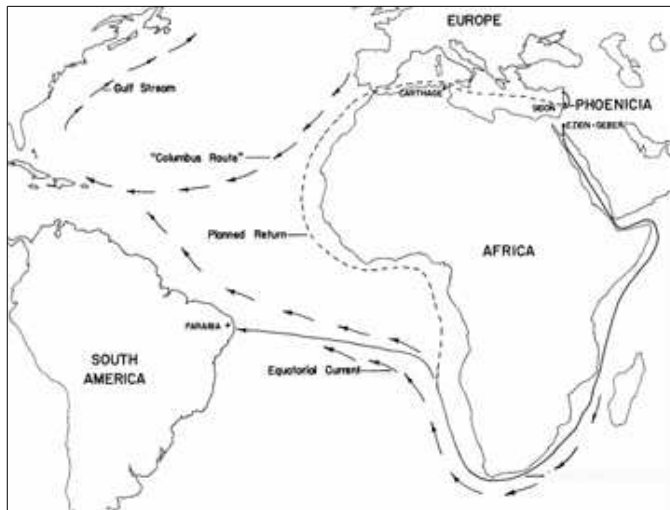 EUROPE
Gulf Stream
CARTHAGE
SIDON
PHOENICIA
EZION-GEBER
"Columbus Route"
Planned Return
AFRICA
PARAIBA
SOUTH
AMERICA
Equatorial Current